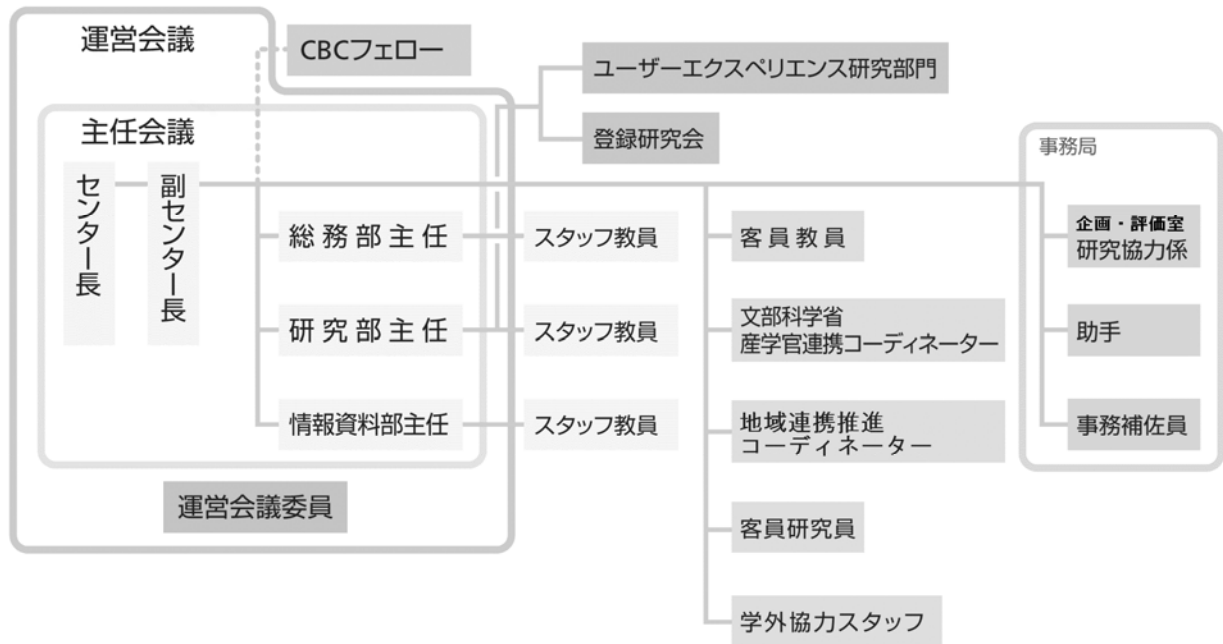 運営会議
CBCフェロー
ユーザーエクスペリエンス研究部門
登録研究会
主任会議
センター長
副センター長
総務部主任
スタッフ教員
研究部主任
スタッフ教員
情報資料部主任
スタッフ教員
運営会議委員
客員教員
文部科学省
産学官連携コーディネーター
地域連携推進
コーディネーター
客員研究員
学外協力スタッフ
事務局
企画・評価室
研究協力係
助手
事務補佐員